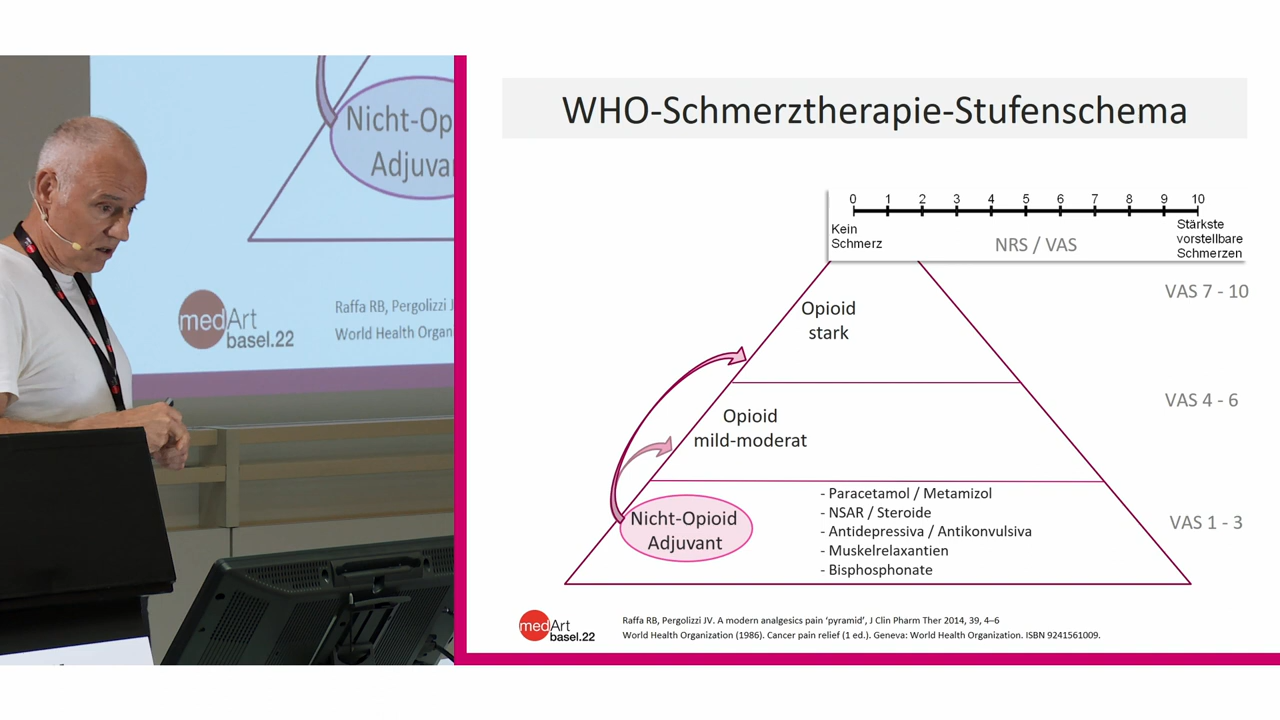 Nicht-Op
Adjuva
medArt
basel.22
Raffa RB, Pergolizzi J
World Health Organ
WHO-Schmerztherapie-Stufenschema
0 1 2 3 4 5 6 7 8 9 10
Kein
Schmerz
NRS / VAS
Stärkste
vorstellbare
Schmerzen
VAS 7 - 10
Opioid
stark
VAS 4 - 6
Opioid
mild-moderat
Nicht-Opioid
Adjuvant
- Paracetamol / Metamizol
- NSAR / Steroide
- Antidepressiva / Antikonvulsiva
- Muskelrelaxantien
- Bisphosphonate
VAS 1 - 3
medArt
basel.22
Raffa RB, Pergolizzi JV. A modern analgesics pain ‘pyramid’, J Clin Pharm Ther 2014, 39, 4–6
World Health Organization (1986). Cancer pain relief (1 ed.). Geneva: World Health Organization. ISBN 9241561009.